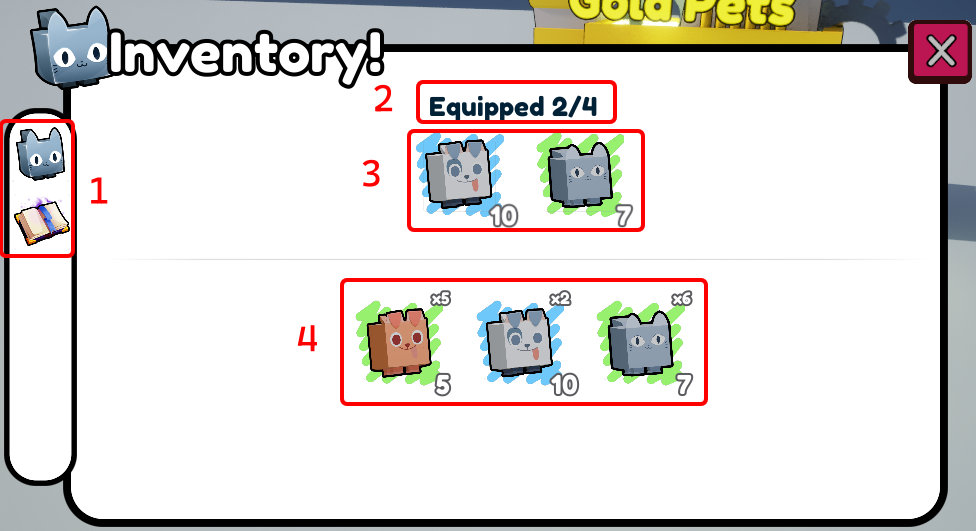 Gold Pets
Inventory!
2
Equipped 2/4
1
3
10
7
4
x5
x2
x6
5
10
7